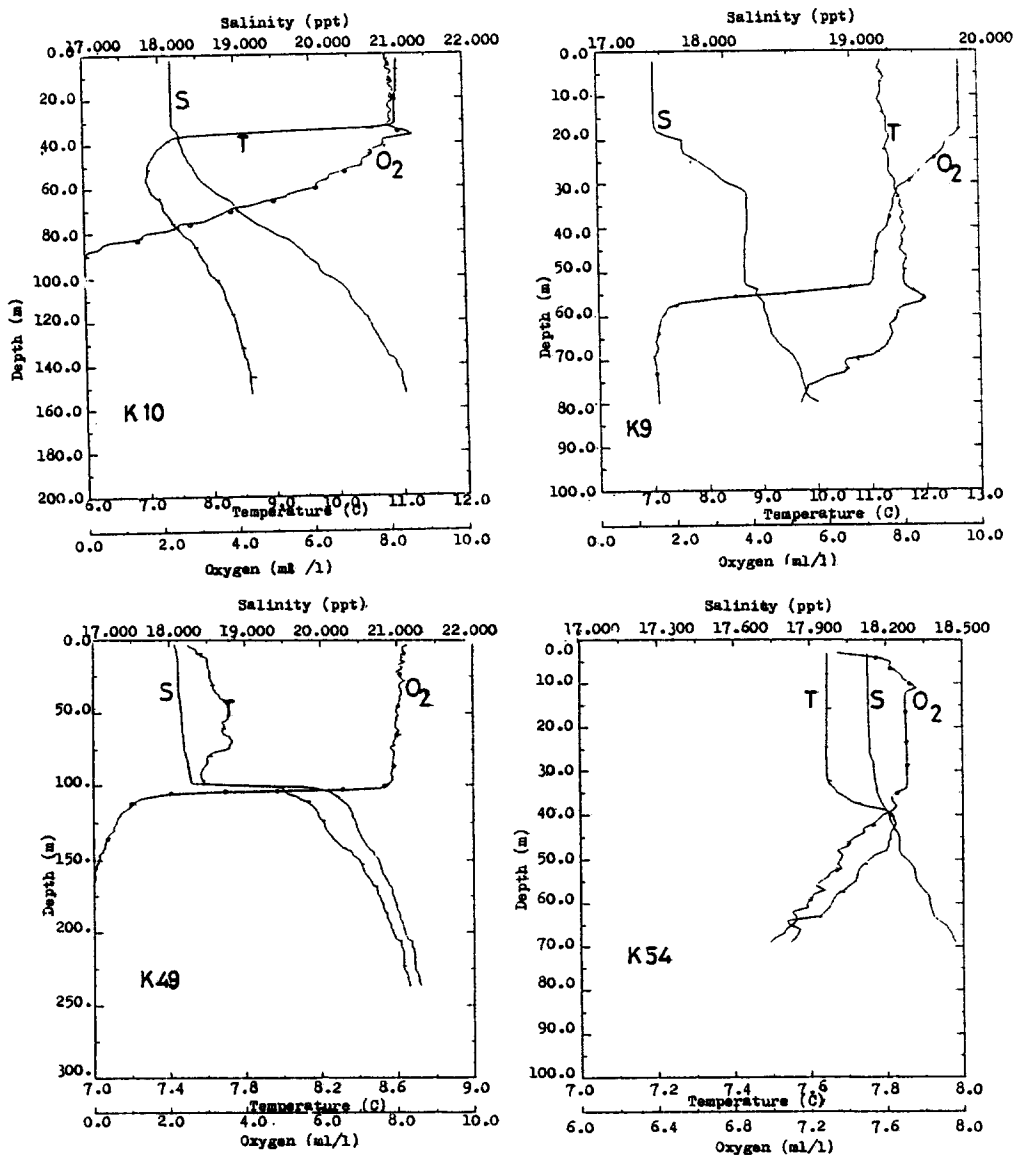 Salinity (ppt)
17.000 18.000 19.000 20.000 21.000 22.000
0.0
20.0
40.0
60.0
80.0
100.0
120.0
140.0
160.0
180.0
200.0
Depth (m)
S
T
O2
K10
6.0 7.0 8.0 9.0 10.0 11.0 12.0
Temperature (C)
0.0 2.0 4.0 6.0 8.0 10.0
Oxygen (mℓ /l)
Salinity (ppt)
17.00 17.600 18.200 19.200 20.000
0.0
10.0
20.0
30.0
40.0
50.0
60.0
70.0
80.0
90.0
100.0
Depth (m)
S
T
O2
K9
6.0 7.0 9.0 10.0 11.0 12.0 13.0
Temperature (C)
0.0 2.0 4.0 6.0 8.0 10.0
Oxygen (ml/l)
Salinity (ppt)
17.000 18.000 19.000 20.000 21.000 22.000
0.0
50.0
100.0
150.
200.
250.
300.
Depth (m)
S
T
O2
K49
7.0 7.4 7.8 8.2 8.6 9.0
Temperature (C)
0.0 2.0 4.0 6.0 8.0 10.0
Oxygen (ml/l)
Salinity (ppt)
17.000 17.300 17.600 17.900 18.200 18.500
0.0
10.0
20.0
30.0
40.0
50.0
60.0
70.0
80.0
90.0
100.0
Depth (m)
T
S
O2
K54
7.0 7.4 7.6 7.8 8.0
Temperature (C)
6.0 6.4 6.8 7.2 7.6 8.0
Oxygen (ml/l)